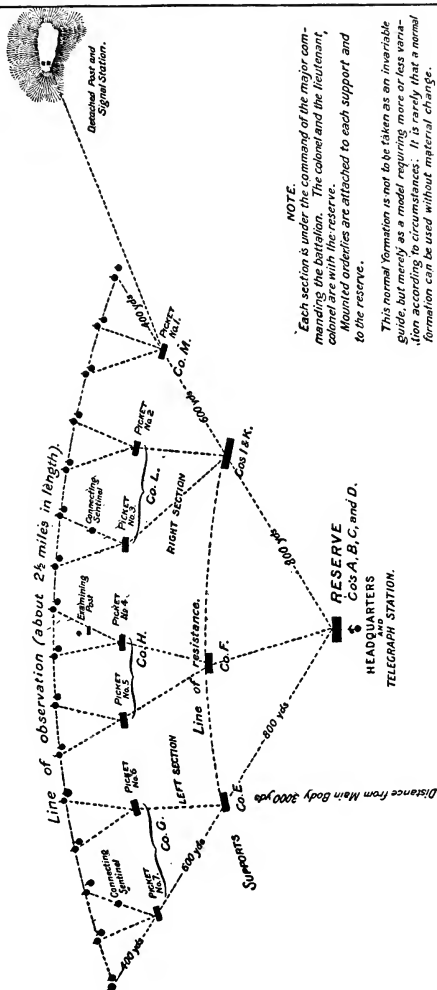 Detached Post and
Signal Station.
Line of observation (about 2½ miles in length).
400 yds
PICKET
No. 1.
Co. M.
600 yds
PICKET
No. 2
Co. L.
Connecting
Sentinel
PICKET
No. 3.
RIGHT SECTION
Cos I & K.
Examining
Post
PICKET
No. 4.
Co. H.
PICKET
No. 5
Line of resistance.
Co. F.
PICKET
No. 6
LEFT SECTION
Co. G.
Connecting
Sentinel
PICKET
No. 7.
400 yds
600 yds
Co. E.
SUPPORTS
800 yds
800 yds
RESERVE
Cos A, B, C, and D.
HEADQUARTERS
AND
TELEGRAPH STATION.
Distance from Main Body 3000 yds
NOTE.
Each section is under the command of the major com-
manding the battalion. The colonel and the lieutenant
colonel are with the reserve.
Mounted orderlies are attached to each support and
to the reserve.
This normal formation is not to be taken as an invariable
guide, but merely as a model requiring more or less varia-
tion according to circumstances. It is rarely that a normal
formation can be used without material change.